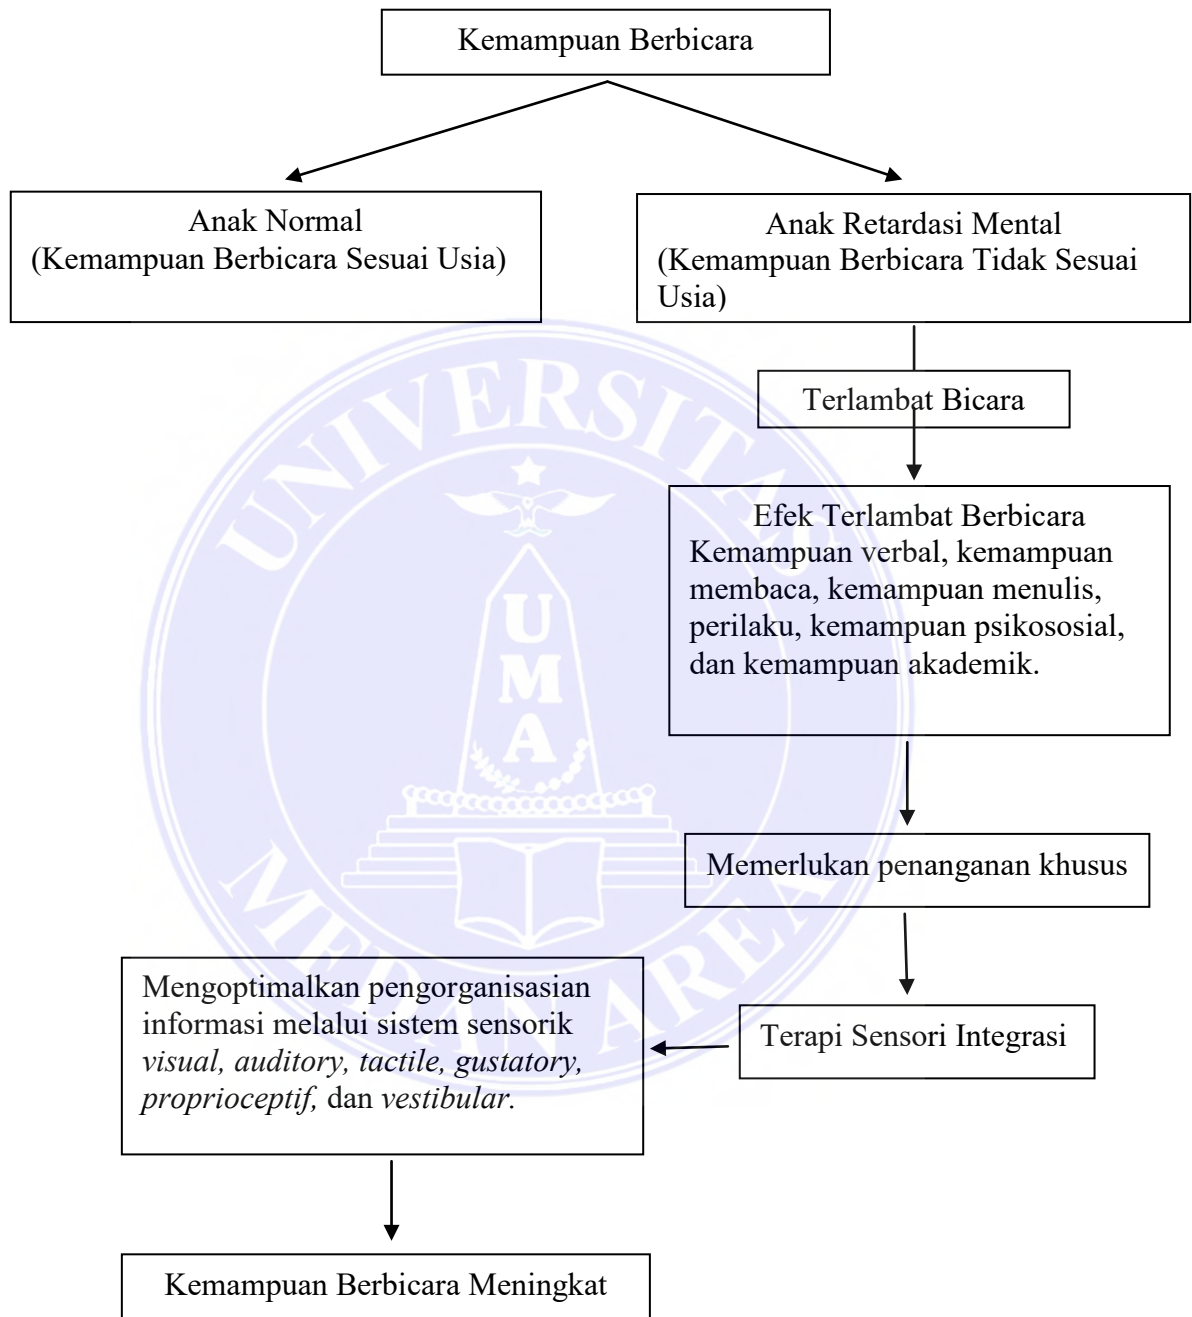 Kemampuan Berbicara
Anak Normal
(Kemampuan Berbicara Sesuai Usia)
Anak Retardasi Mental
(Kemampuan Berbicara Tidak Sesuai
Usia)
Terlambat Bicara
Efek Terlambat Berbicara
Kemampuan verbal, kemampuan
membaca, kemampuan menulis,
perilaku, kemampuan psikososial,
dan kemampuan akademik.
Memerlukan penanganan khusus
Terapi Sensori Integrasi
Mengoptimalkan pengorganisasian
informasi melalui sistem sensorik
visual, auditory, tactile, gustatory,
proprioceptif, dan vestibular.
Kemampuan Berbicara Meningkat
UNIVERSITAS
MEDAN AREA
U
M
A